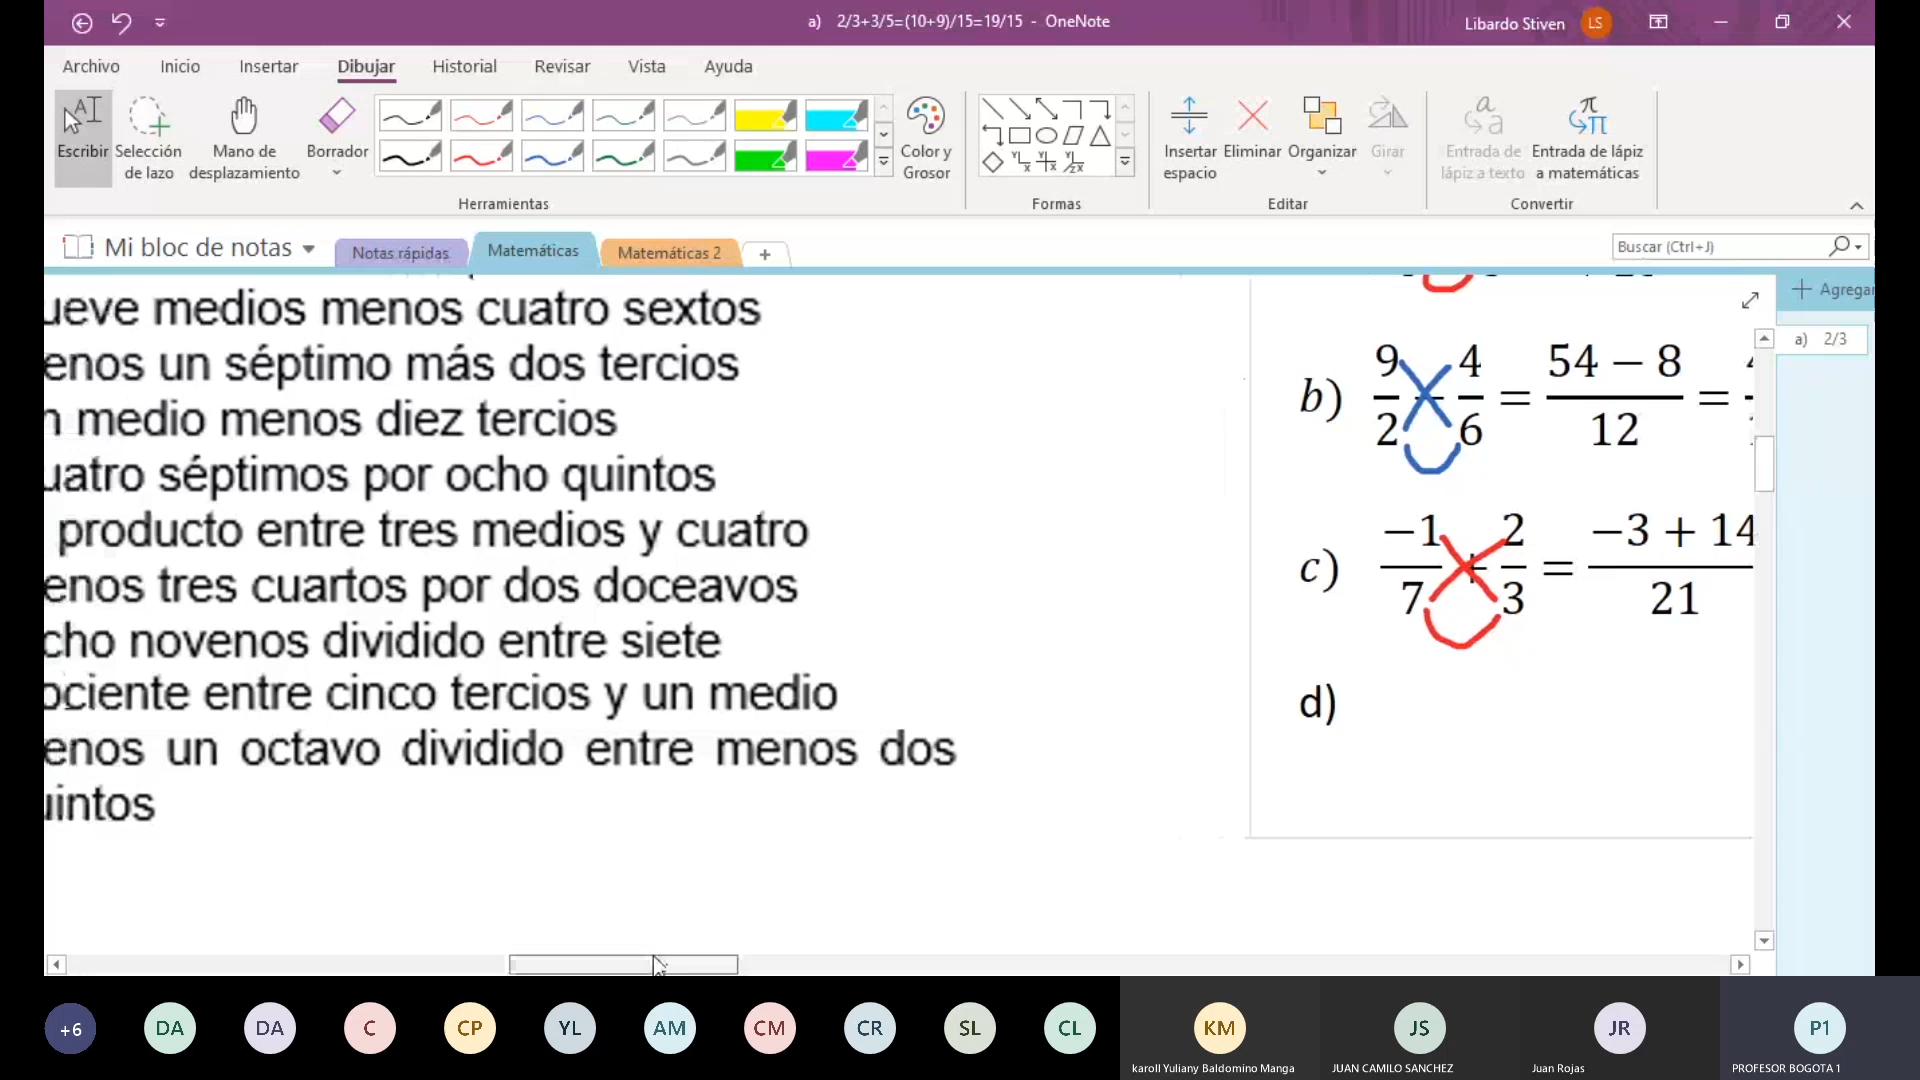 a) 2/3+3/5=(10+9)/15=19/15 - OneNote
Libardo Stiven
LS
Archivo Inicio Insertar Dibujar Historial Revisar Vista Ayuda
Escribir
Selección de lazo
Mano de desplazamiento
Borrador
Color y Grosor
Insertar espacio
Eliminar
Organizar
Girar
Entrada de lápiz a texto
Entrada de lápiz a matemáticas
Herramientas
Formas
Editar
Convertir
Mi bloc de notas
Notas rápidas
Matemáticas
Matemáticas 2
Buscar (Ctrl+J)
Agregar
a) 2/3
ueve medios menos cuatro sextos
enos un séptimo más dos tercios
n medio menos diez tercios
uatro séptimos por ocho quintos
producto entre tres medios y cuatro
enos tres cuartos por dos doceavos
cho novenos dividido entre siete
ociente entre cinco tercios y un medio
enos un octavo dividido entre menos dos
uintos
b) 9/2 − 4/6 = 54 − 8/12 =
c) −1/7 + 2/3 = −3 + 14/21
d)
+6
DA
DA
C
CP
YL
AM
CM
CR
SL
CL
KM
karoll Yuliany Baldomino Manga
JS
JUAN CAMILO SANCHEZ
JR
Juan Rojas
P1
PROFESOR BOGOTA 1